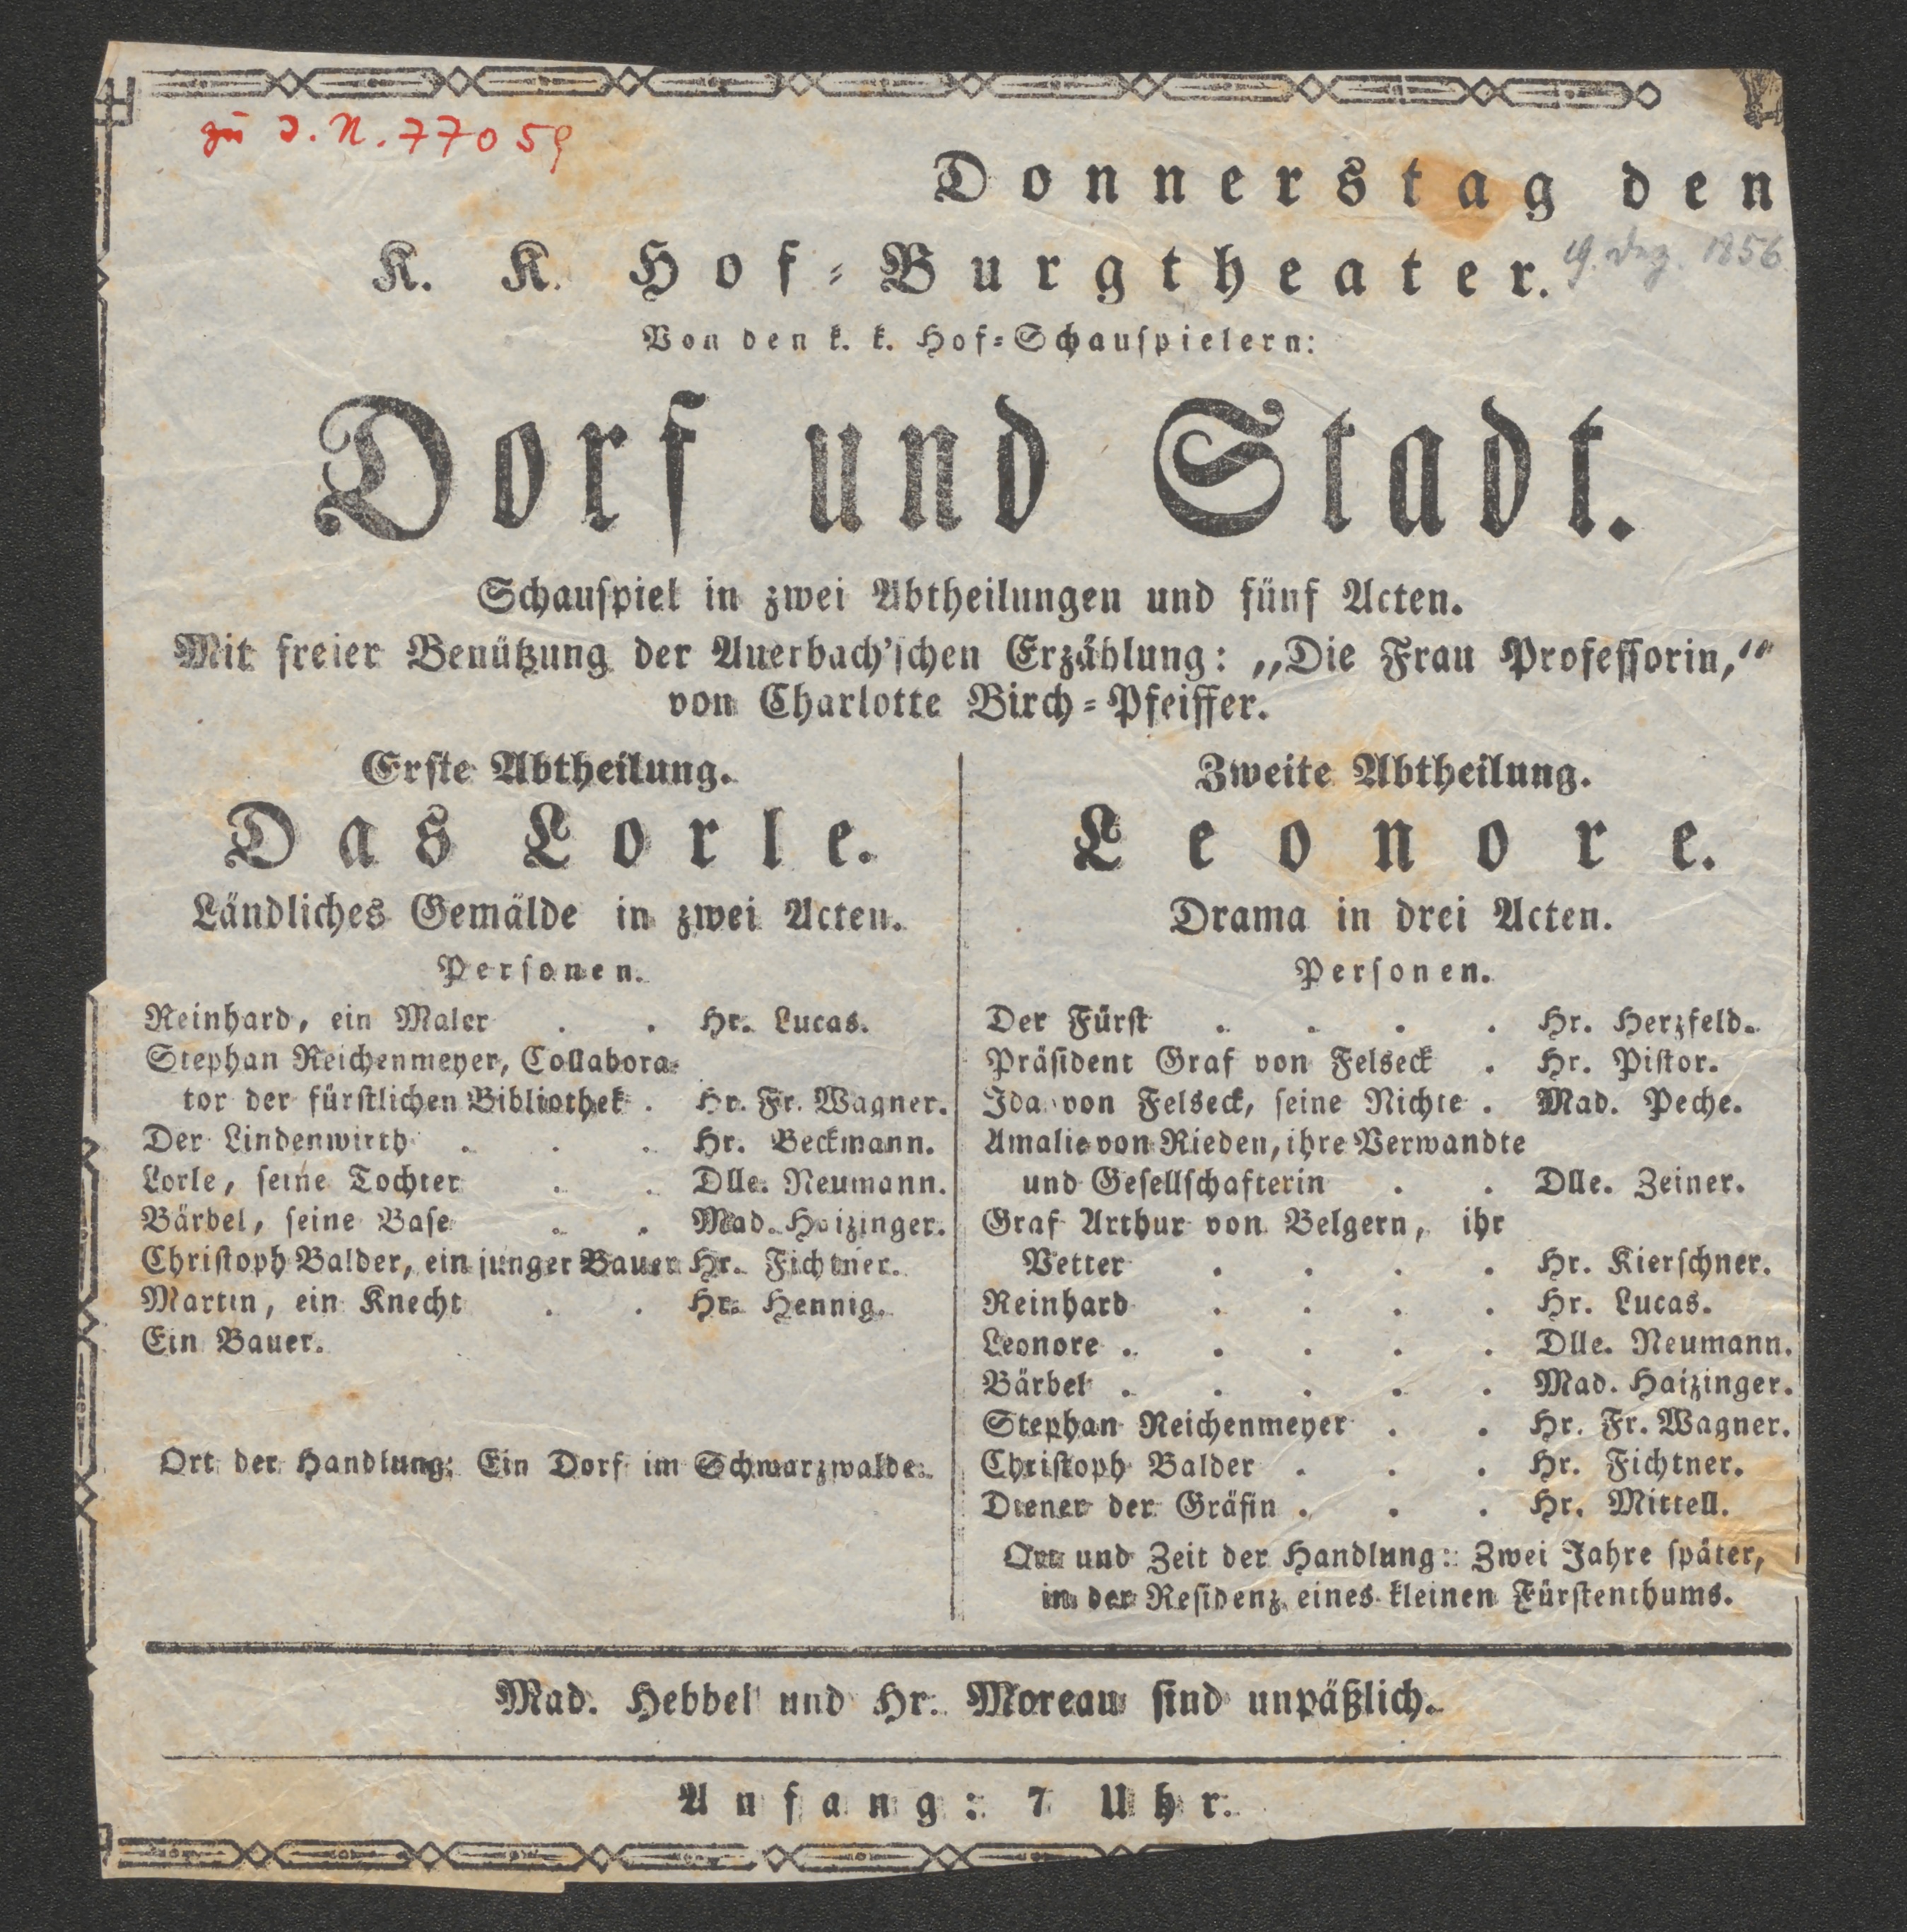 zu I. N. 77059
Donnerstag den
19. Dez. 1856
K. K. Hof-Burgtheater.
Von den k. k. Hof-Schauspielern:
Dorf und Stadt.
Schauspiel in zwei Abtheilungen und fünf Acten.
Mit freier Benützung der Auerbach'schen Erzählung: „Die Frau Professorin,“
von Charlotte Birch-Pfeiffer.
Erste Abtheilung.
Das Lorle.
Ländliches Gemälde in zwei Acten.
Personen.
Reinhard, ein Maler . . Hr. Lucas.
Stephan Reichenmeyer, Collabora-
tor der fürstlichen Bibliothek . Hr. Fr. Wagner.
Der Lindenwirth . . . Hr. Beckmann.
Lorle, seine Tochter . . Dlle. Neumann.
Bärbel, seine Base . . Mad. Haizinger.
Christoph Balder, ein junger Bauer Hr. Fichtner.
Martin, ein Knecht . . Hr. Hennig.
Ein Bauer.
Ort der Handlung: Ein Dorf im Schwarzwalde.
Zweite Abtheilung.
Leonore.
Drama in drei Acten.
Personen.
Der Fürst . . . . Hr. Herzfeld.
Präsident Graf von Felseck . Hr. Pistor.
Ida von Felseck, seine Nichte . Mad. Peche.
Amalie von Rieden, ihre Verwandte
und Gesellschafterin . . Dlle. Zeiner.
Graf Arthur von Belgern, ihr
Vetter . . . . Hr. Kierschner.
Reinhard . . . . Hr. Lucas.
Leonore . . . . . Dlle. Neumann.
Bärbel . . . . . Mad. Haizinger.
Stephan Reichenmeyer . . Hr. Fr. Wagner.
Christoph Balder . . . Hr. Fichtner.
Diener der Gräfin . . . Hr. Mittell.
Ort und Zeit der Handlung: Zwei Jahre später,
in der Residenz eines kleinen Fürstenthums.
Mad. Hebbel und Hr. Moreau sind unpäßlich.
Anfang: 7 Uhr.